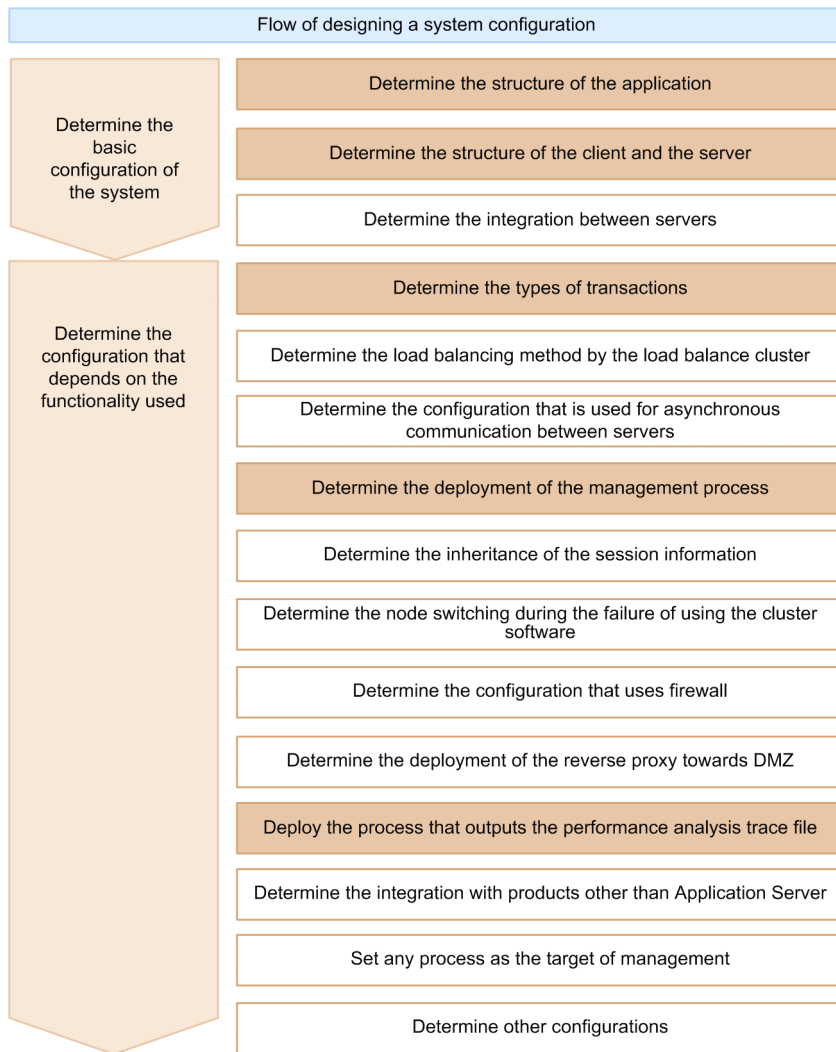 Flow of designing a system configuration
Determine the
basic
configuration of
the system
Determine the structure of the application
Determine the structure of the client and the server
Determine the integration between servers
Determine the
configuration that
depends on the
functionality used
Determine the types of transactions
Determine the load balancing method by the load balance cluster
Determine the configuration that is used for asynchronous
communication between servers
Determine the deployment of the management process
Determine the inheritance of the session information
Determine the node switching during the failure of using the cluster
software
Determine the configuration that uses firewall
Determine the deployment of the reverse proxy towards DMZ
Deploy the process that outputs the performance analysis trace file
Determine the integration with products other than Application Server
Set any process as the target of management
Determine other configurations